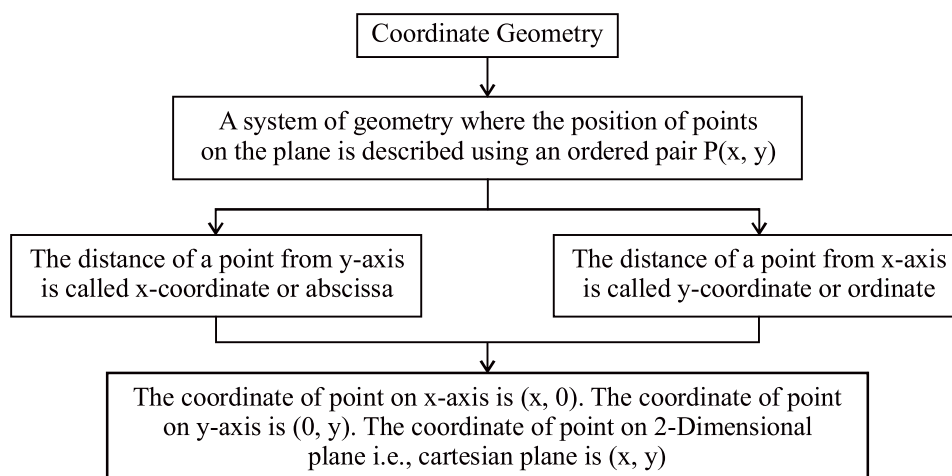 Coordinate Geometry
A system of geometry where the position of points
on the plane is described using an ordered pair P(x, y)
The distance of a point from y-axis
is called x-coordinate or abscissa
The distance of a point from x-axis
is called y-coordinate or ordinate
The coordinate of point on x-axis is (x, 0). The coordinate of point
on y-axis is (0, y). The coordinate of point on 2-Dimensional
plane i.e., cartesian plane is (x, y)